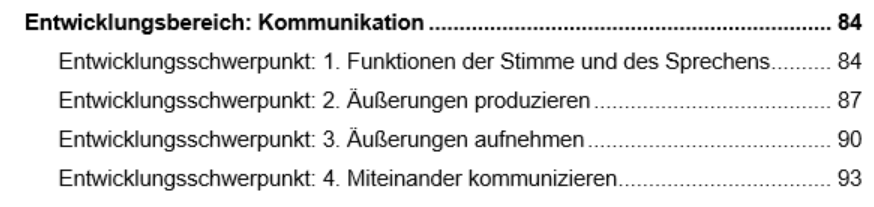 Entwicklungsbereich: Kommunikation ........................................................................ 84
Entwicklungsschwerpunkt: 1. Funktionen der Stimme und des Sprechens.......... 84
Entwicklungsschwerpunkt: 2. Äußerungen produzieren ....................................... 87
Entwicklungsschwerpunkt: 3. Äußerungen aufnehmen ........................................ 90
Entwicklungsschwerpunkt: 4. Miteinander kommunizieren................................... 93